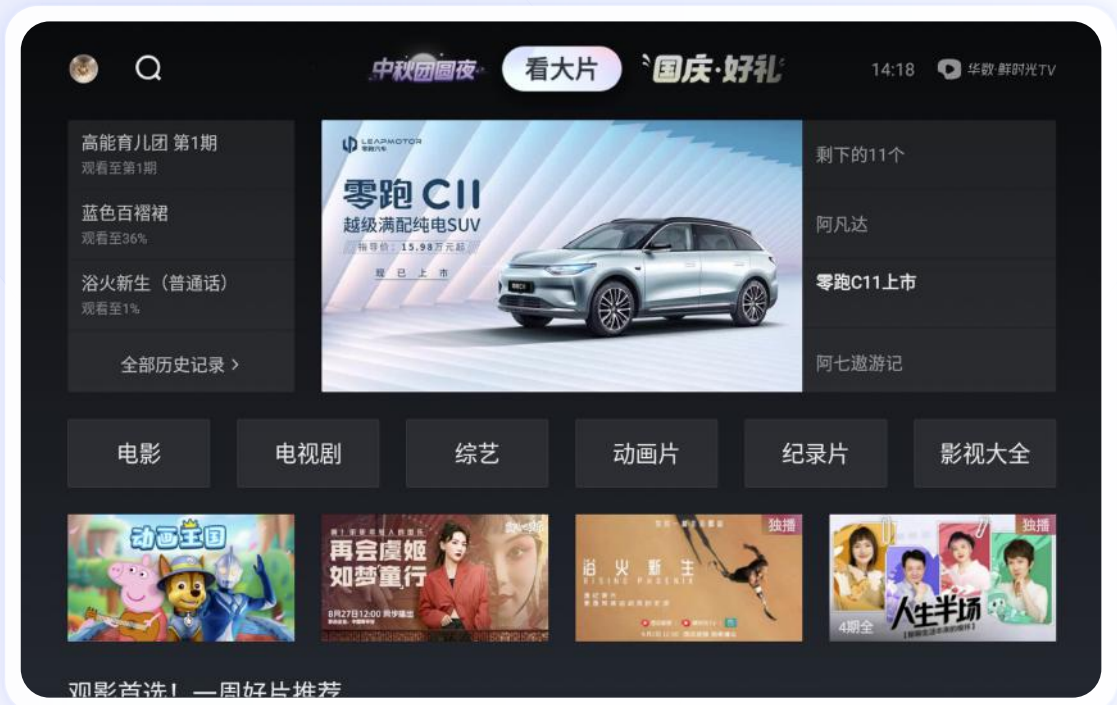 中秋团圆夜
看大片
国庆·好礼
14:18
华数·鲜时光TV
高能育儿团 第1期
观看至第1期
蓝色百褶裙
观看至36%
浴火新生（普通话）
观看至1%
全部历史记录 >
LEAPMOTOR
零跑汽车
零跑 C11
越级满配纯电SUV
指导价：15.98万元起
现已上市
剩下的11个
阿凡达
零跑C11上市
阿七遨游记
电影
电视剧
综艺
动画片
纪录片
影视大全
动画王国
再会虞姬
如梦童行
8月27日12:00
独播
浴火新生
RISING PHOENIX
独播
人生半场
4期全
观影首选！一周好片推荐